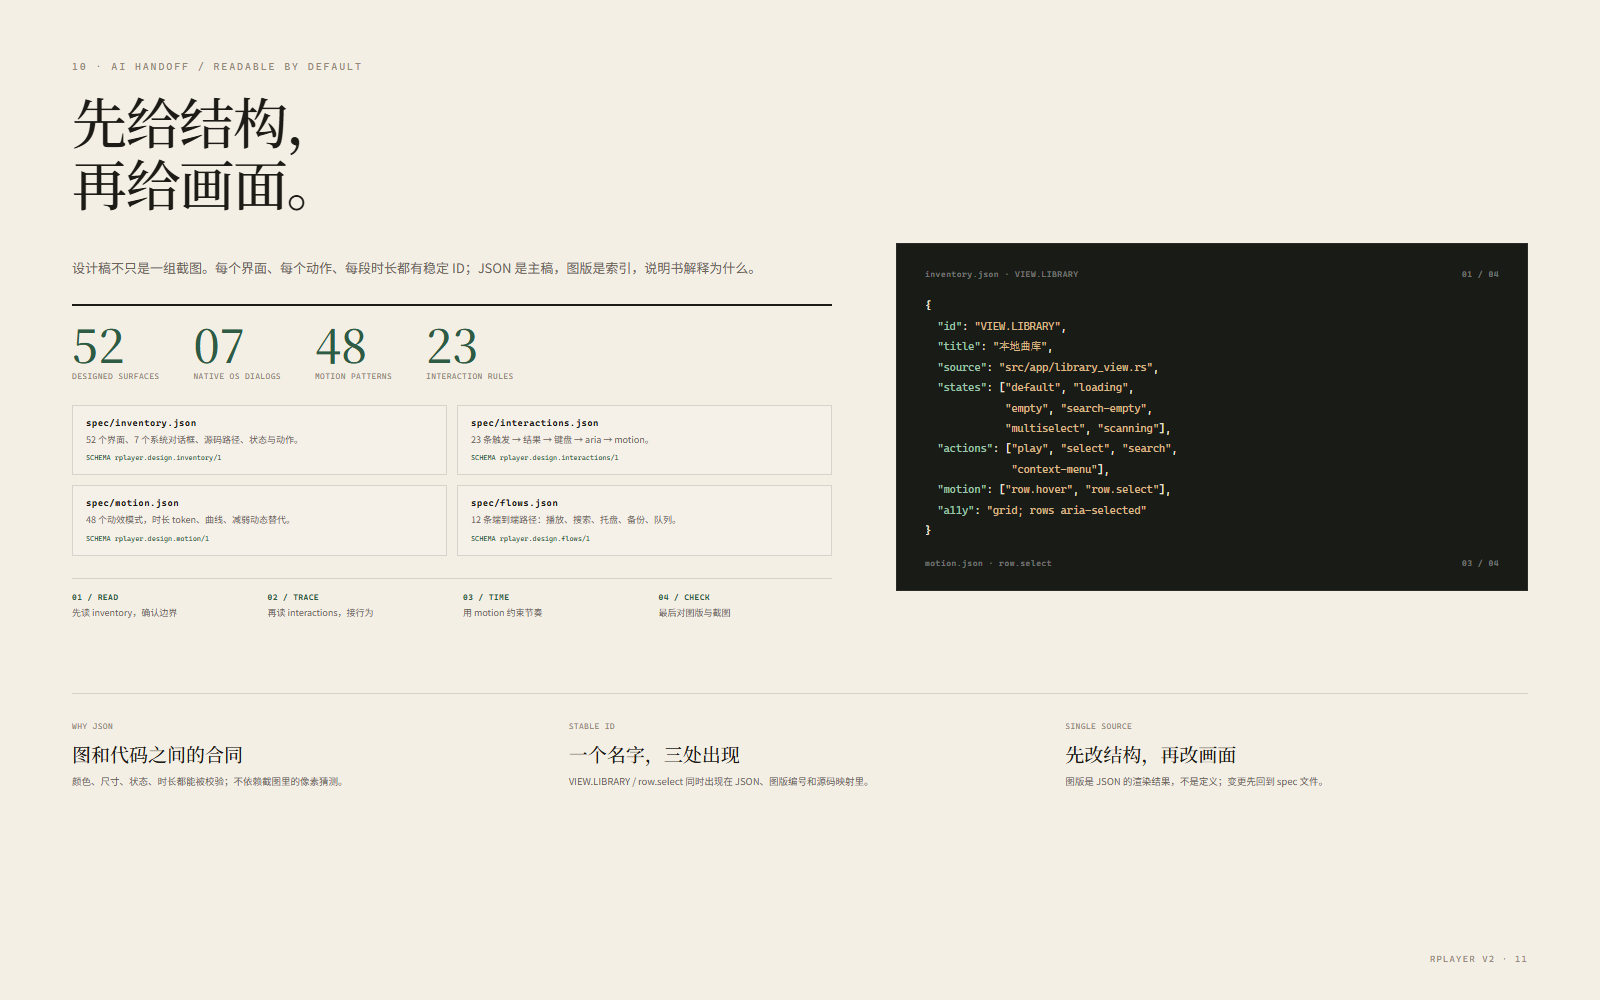 10 · AI HANDOFF / READABLE BY DEFAULT
先给结构，
再给画面。
设计稿不只是一组截图。每个界面、每个动作、每段时长都有稳定 ID；JSON 是主稿，图版是索引，说明书解释为什么。
52
DESIGNED SURFACES
07
NATIVE OS DIALOGS
48
MOTION PATTERNS
23
INTERACTION RULES
spec/inventory.json
52 个界面、7 个系统对话框、源码路径、状态与动作。
SCHEMA rplayer.design.inventory/1
spec/interactions.json
23 条触发 → 结果 → 键盘 → aria → motion。
SCHEMA rplayer.design.interactions/1
spec/motion.json
48 个动效模式，时长 token、曲线、减弱动态替代。
SCHEMA rplayer.design.motion/1
spec/flows.json
12 条端到端路径：播放、搜索、托盘、备份、队列。
SCHEMA rplayer.design.flows/1
01 / READ
先读 inventory，确认边界
02 / TRACE
再读 interactions，接行为
03 / TIME
用 motion 约束节奏
04 / CHECK
最后对图版与截图
inventory.json · VIEW.LIBRARY
01 / 04
{
"id": "VIEW.LIBRARY",
"title": "本地曲库",
"source": "src/app/library_view.rs",
"states": ["default", "loading",
"empty", "search-empty",
"multiselect", "scanning"],
"actions": ["play", "select", "search",
"context-menu"],
"motion": ["row.hover", "row.select"],
"a11y": "grid; rows aria-selected"
}
motion.json · row.select
03 / 04
WHY JSON
图和代码之间的合同
颜色、尺寸、状态、时长都能被校验；不依赖截图里的像素猜测。
STABLE ID
一个名字，三处出现
VIEW.LIBRARY / row.select 同时出现在 JSON、图版编号和源码映射里。
SINGLE SOURCE
先改结构，再改画面
图版是 JSON 的渲染结果，不是定义；变更先回到 spec 文件。
RPLAYER V2 · 11